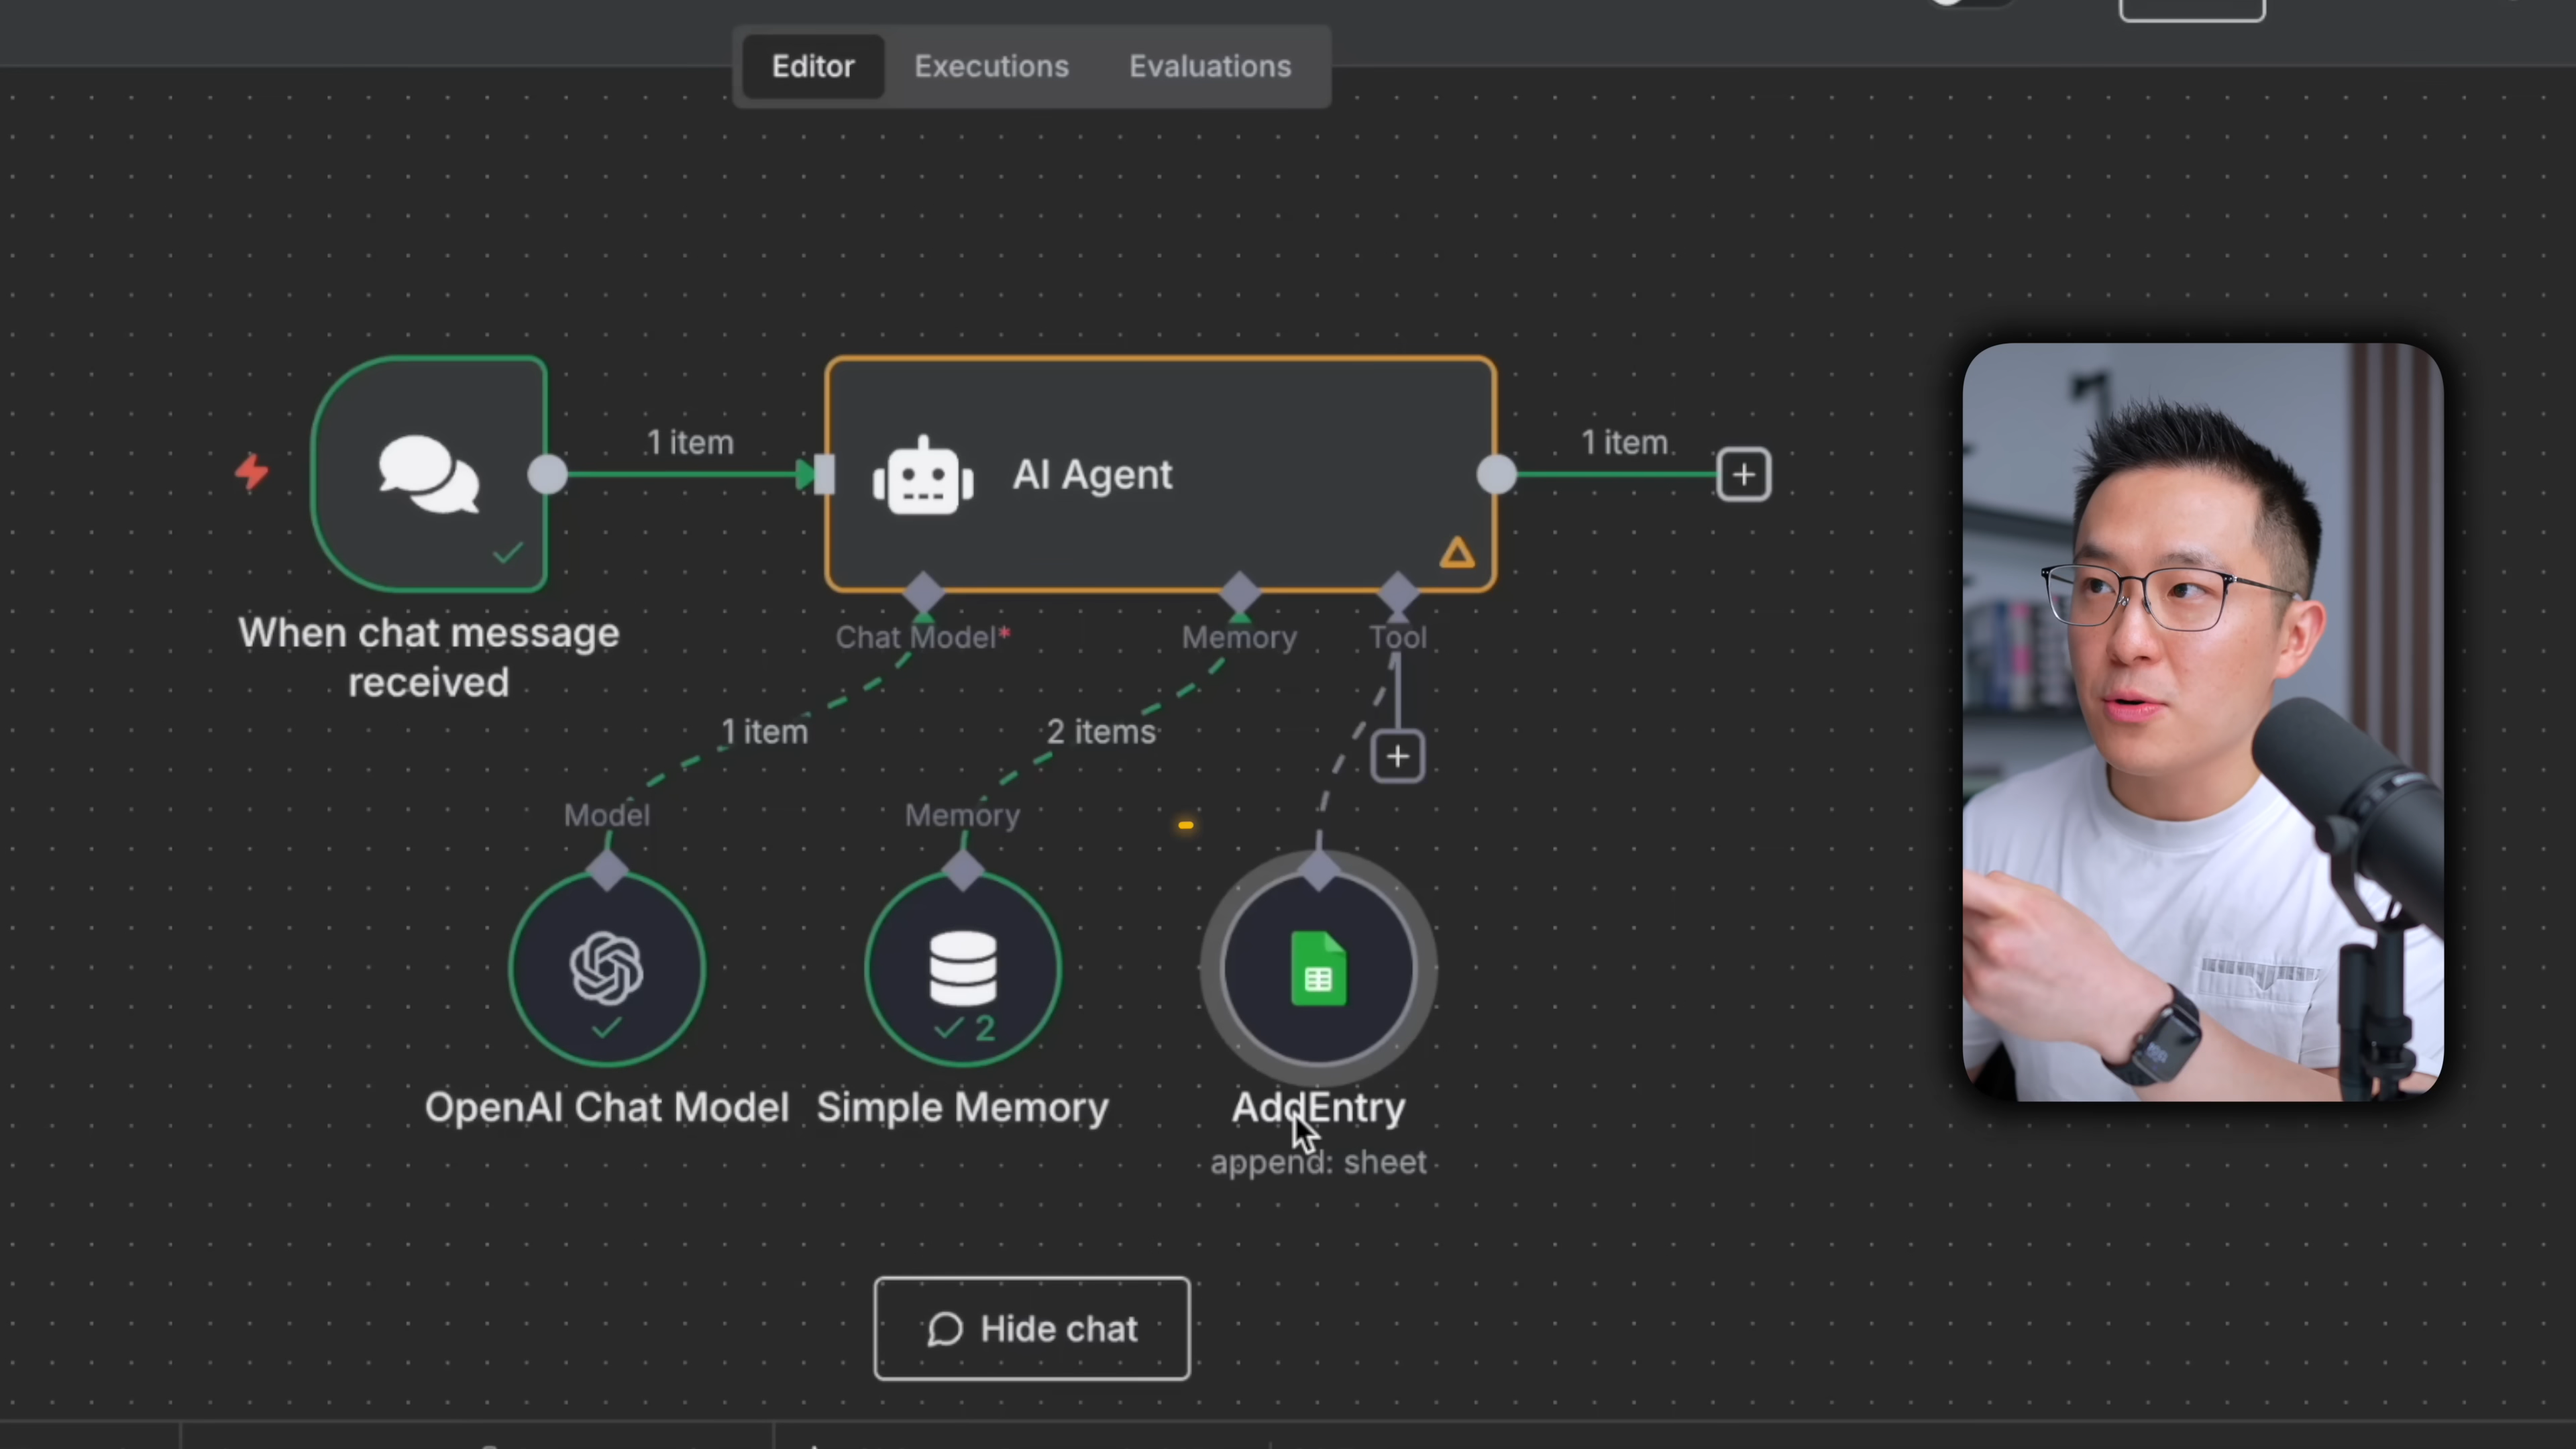 Editor Executions Evaluations
1 item
AI Agent
1 item
When chat message
received
Chat Model*
Memory
Tool
1 item
2 items
Model
Memory
2
OpenAI Chat Model
Simple Memory
AddEntry
append: sheet
Hide chat